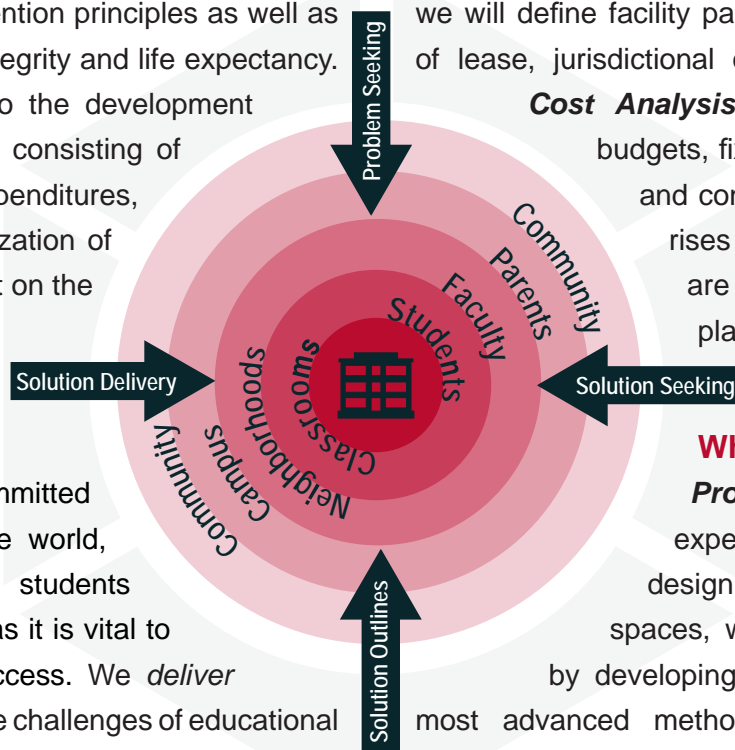 ention principles as well as
egrity and life expectancy.
o the development
consisting of
penditures,
zation of
t on the
mmitted
e world,
students
as it is vital to
ccess. We deliver
e challenges of educational
we will define facility pa
of lease, jurisdictional
Cost Analysis
budgets, fi
and con
rises
are
pla
Wh
Pro
expe
design
spaces, w
by developing
most advanced metho
Problem Seeking
Solution Delivery
Solution Seeking
Solution Outlines
Students
Faculty
Parents
Community
Classrooms
Neighborhoods
Campus
Community